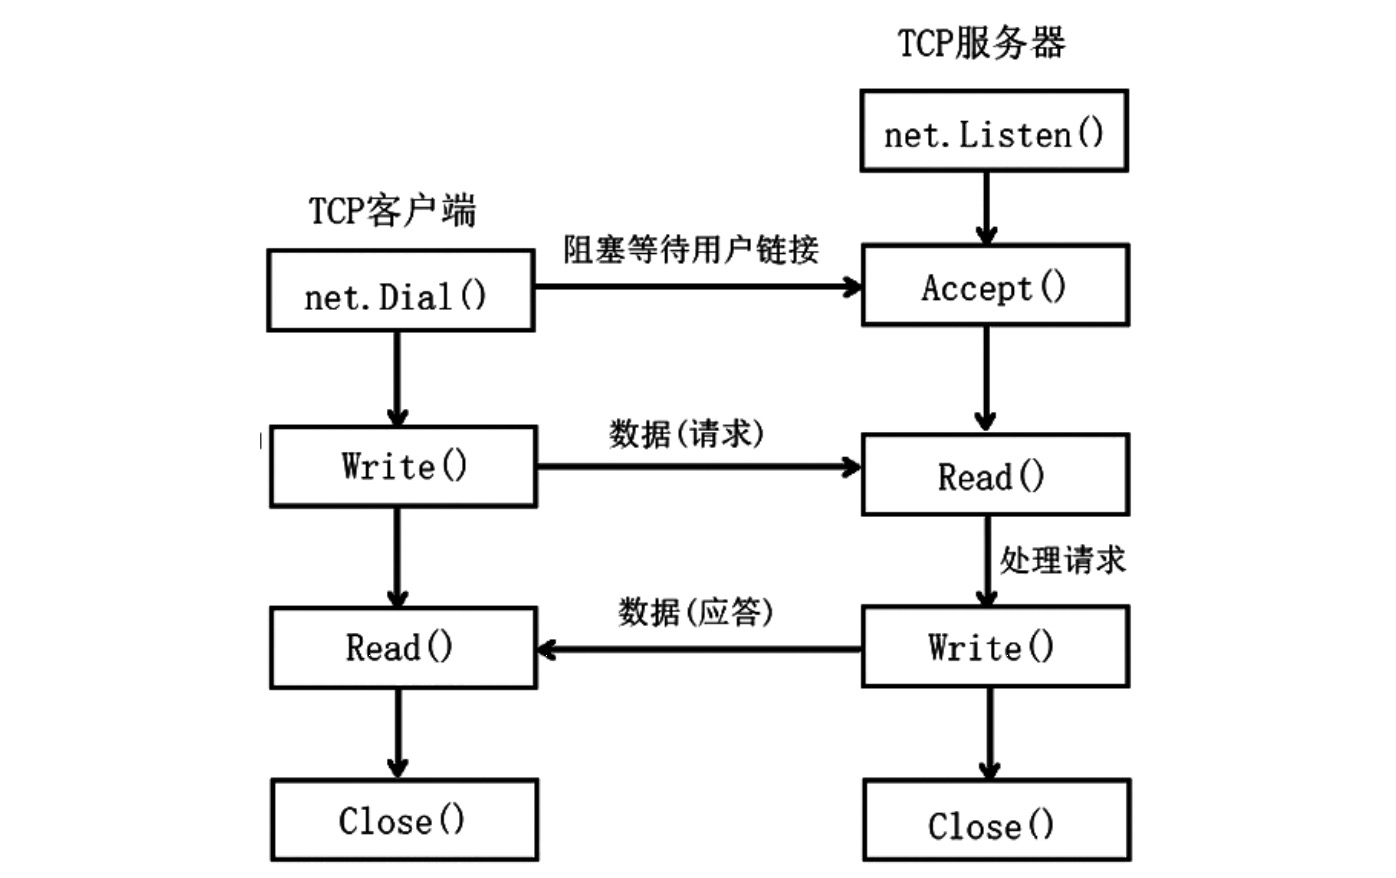 TCP服务器
net.Listen()
TCP客户端
阻塞等待用户链接
net.Dial()
Accept()
数据(请求)
Write()
Read()
处理请求
数据(应答)
Read()
Write()
Close()
Close()